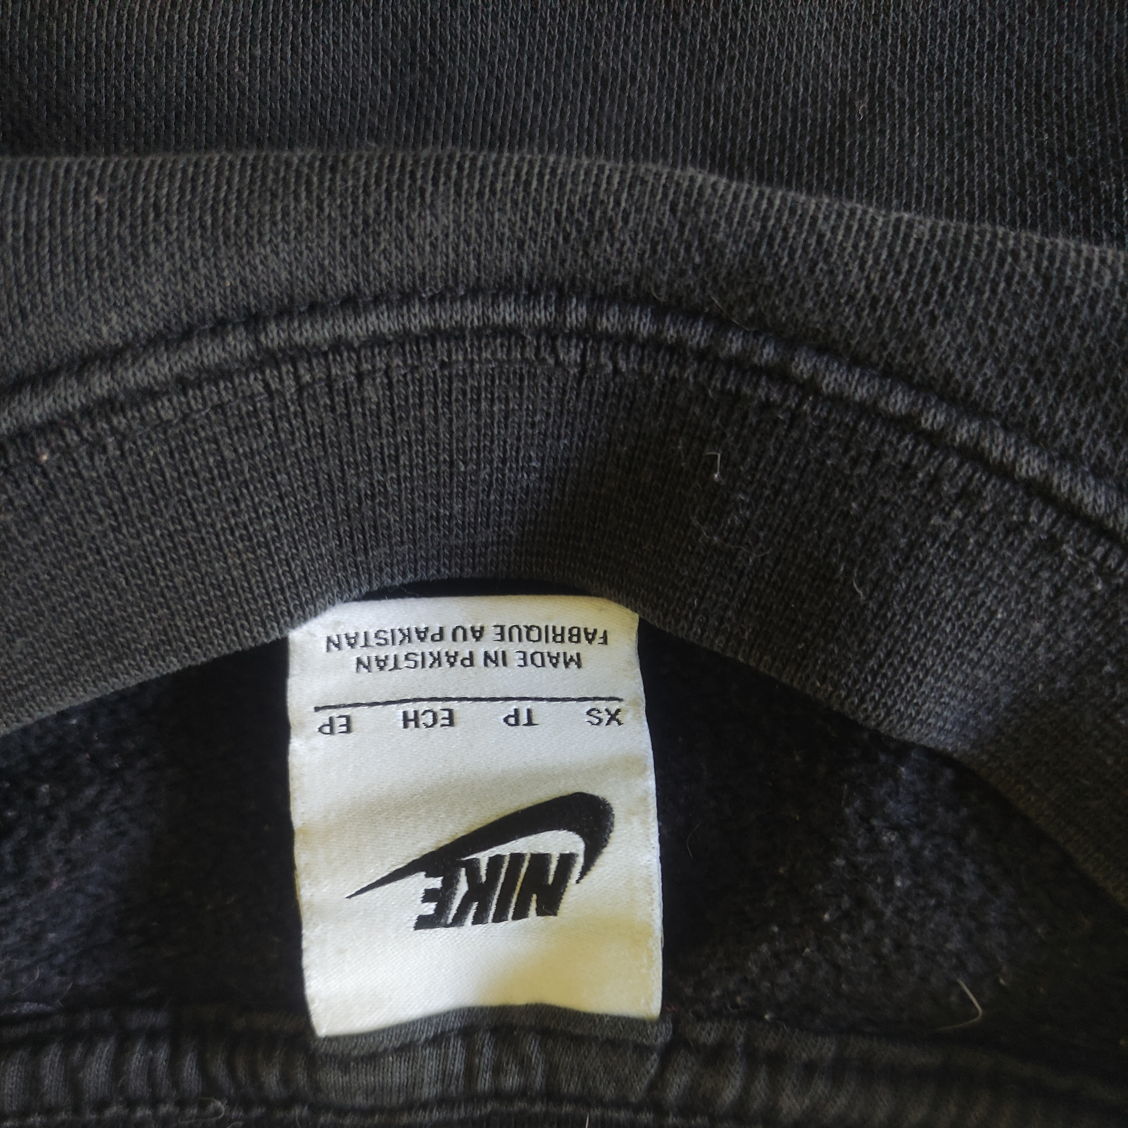 NIKE
XS TP ECH EP
MADE IN PAKISTAN
FABRIQUE AU PAKISTAN